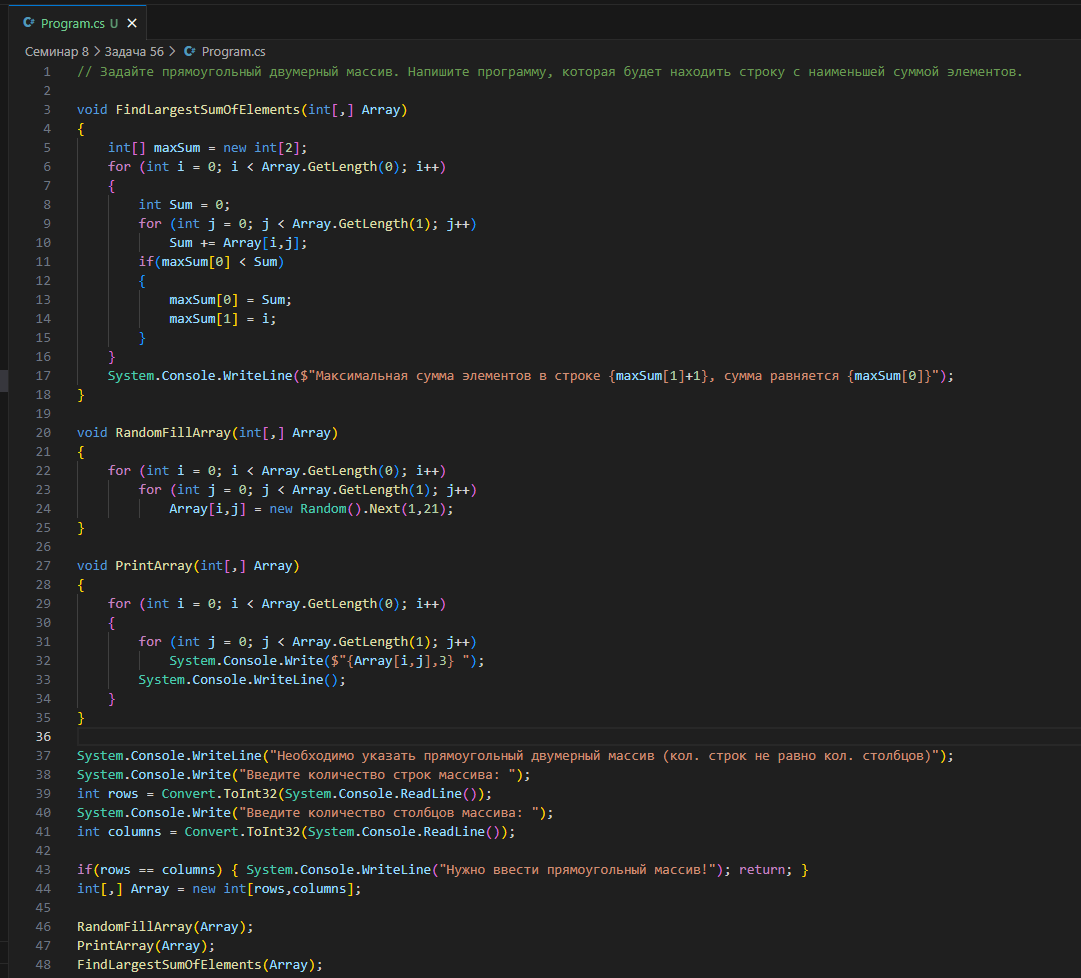 Program.cs U
Семинар 8 > Задача 56 > Program.cs
1 // Задайте прямоугольный двумерный массив. Напишите программу, которая будет находить строку с наименьшей суммой элементов.
2
3 void FindLargestSumOfElements(int[,] Array)
4 {
5     int[] maxSum = new int[2];
6     for (int i = 0; i < Array.GetLength(0); i++)
7     {
8         int Sum = 0;
9         for (int j = 0; j < Array.GetLength(1); j++)
10             Sum += Array[i,j];
11         if(maxSum[0] < Sum)
12         {
13             maxSum[0] = Sum;
14             maxSum[1] = i;
15         }
16     }
17     System.Console.WriteLine($"Максимальная сумма элементов в строке {maxSum[1]+1}, сумма равняется {maxSum[0]}");
18 }
19
20 void RandomFillArray(int[,] Array)
21 {
22     for (int i = 0; i < Array.GetLength(0); i++)
23         for (int j = 0; j < Array.GetLength(1); j++)
24             Array[i,j] = new Random().Next(1,21);
25 }
26
27 void PrintArray(int[,] Array)
28 {
29     for (int i = 0; i < Array.GetLength(0); i++)
30     {
31         for (int j = 0; j < Array.GetLength(1); j++)
32             System.Console.Write($"{Array[i,j],3} ");
33         System.Console.WriteLine();
34     }
35 }
36
37 System.Console.WriteLine("Необходимо указать прямоугольный двумерный массив (кол. строк не равно кол. столбцов)");
38 System.Console.Write("Введите количество строк массива: ");
39 int rows = Convert.ToInt32(System.Console.ReadLine());
40 System.Console.Write("Введите количество столбцов массива: ");
41 int columns = Convert.ToInt32(System.Console.ReadLine());
42
43 if(rows == columns) { System.Console.WriteLine("Нужно ввести прямоугольный массив!"); return; }
44 int[,] Array = new int[rows,columns];
45
46 RandomFillArray(Array);
47 PrintArray(Array);
48 FindLargestSumOfElements(Array);